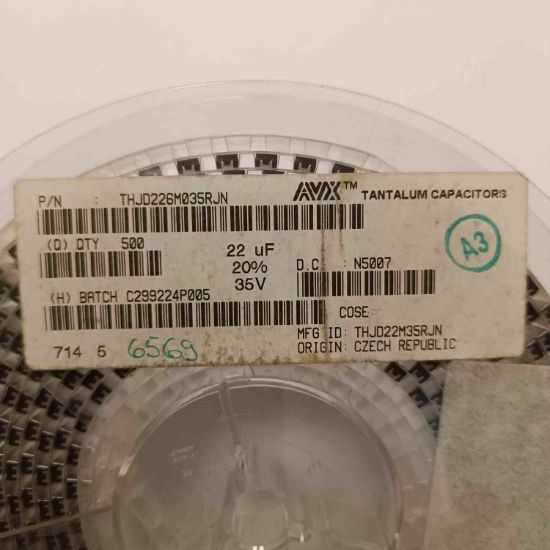 P/N : THJD226M035RJN AVX™ TANTALUM CAPACITORS
(Q) QTY 500
22 uF
20%
35V
D.C. : N5007
A3
(H) BATCH C299224P005
COSE:
MFG ID: THJD22M35RJN
714 5 6569
ORIGIN: CZECH REPUBLIC